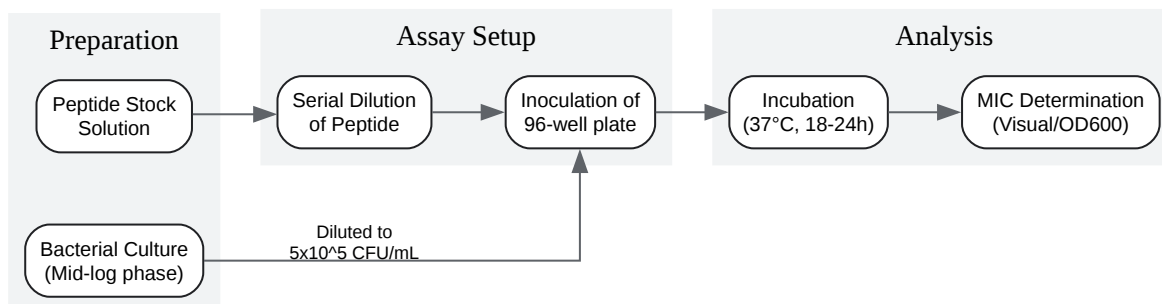 Preparation
Peptide Stock
Solution
Bacterial Culture
(Mid-log phase)
Diluted to
5x10^5 CFU/mL
Assay Setup
Serial Dilution
of Peptide
Inoculation of
96-well plate
Analysis
Incubation
(37°C, 18-24h)
MIC Determination
(Visual/OD600)